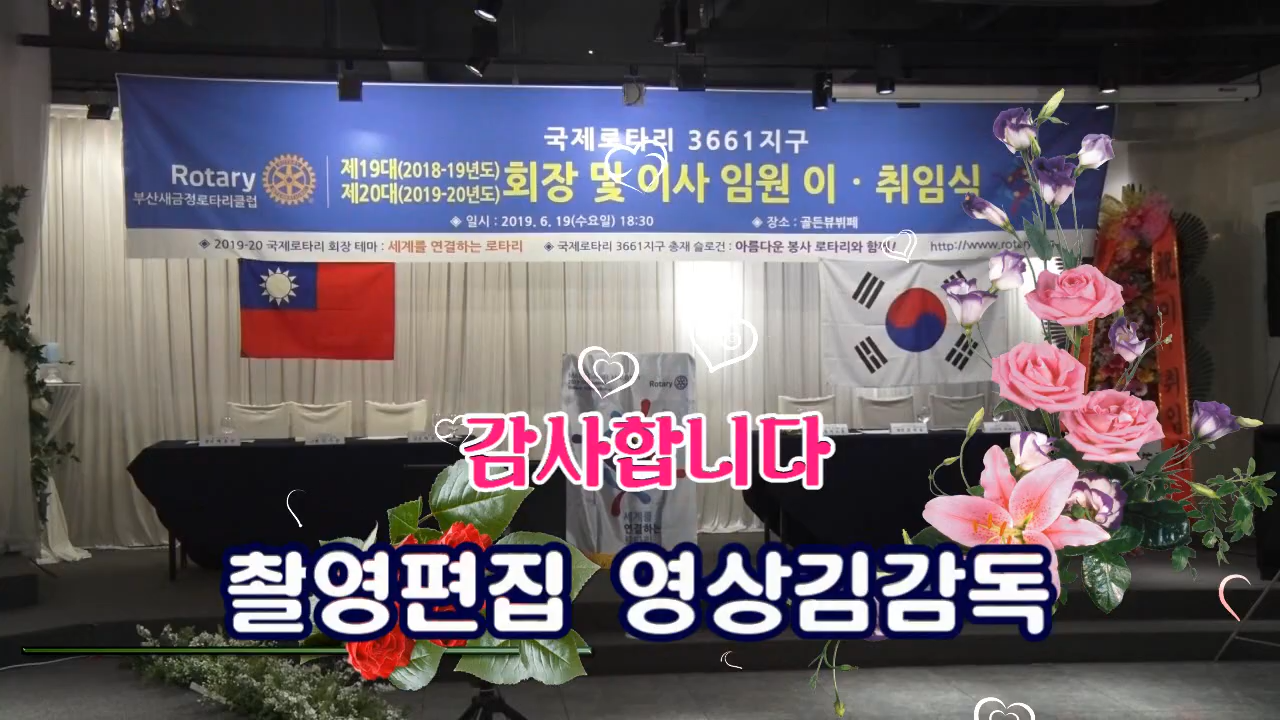 국제로타리 3661지구
Rotary
부산새금정로타리클럽
제19대(2018-19년도)
제20대(2019-20년도)
회장 및 이사 임원 이 · 취임식
◈ 일시 : 2019. 6. 19(수요일) 18:30 ◈ 장소 : 골든뷰뷔페
◈ 2019-20 국제로타리 회장 테마 : 세계를 연결하는 로타리 ◈ 국제로타리 3661지구 총재 슬로건 : 아름다운 봉사 로타리와 함께! http://www.rotary
Rotary
감사합니다
세계를
연결하는
촬영편집 영상김감독